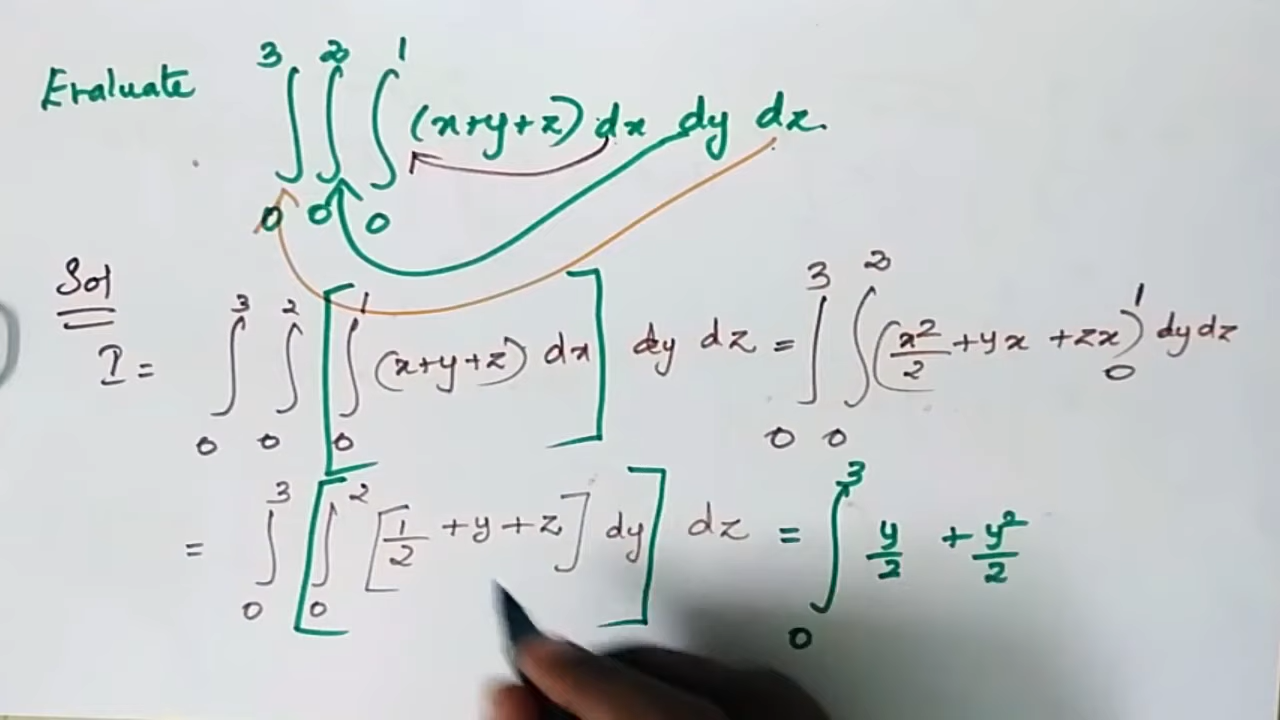 Evaluate ∫₀³ ∫₀² ∫₀¹ (x+y+z) dx dy dz.
Sol
I = ∫₀³ ∫₀² [∫₀¹ (x+y+z) dx] dy dz = ∫₀³ ∫₀² (x²/2 + yx + zx)₀¹ dy dz
= ∫₀³ [∫₀² [1/2 + y + z] dy] dz = ∫₀³ y/2 + y²/2